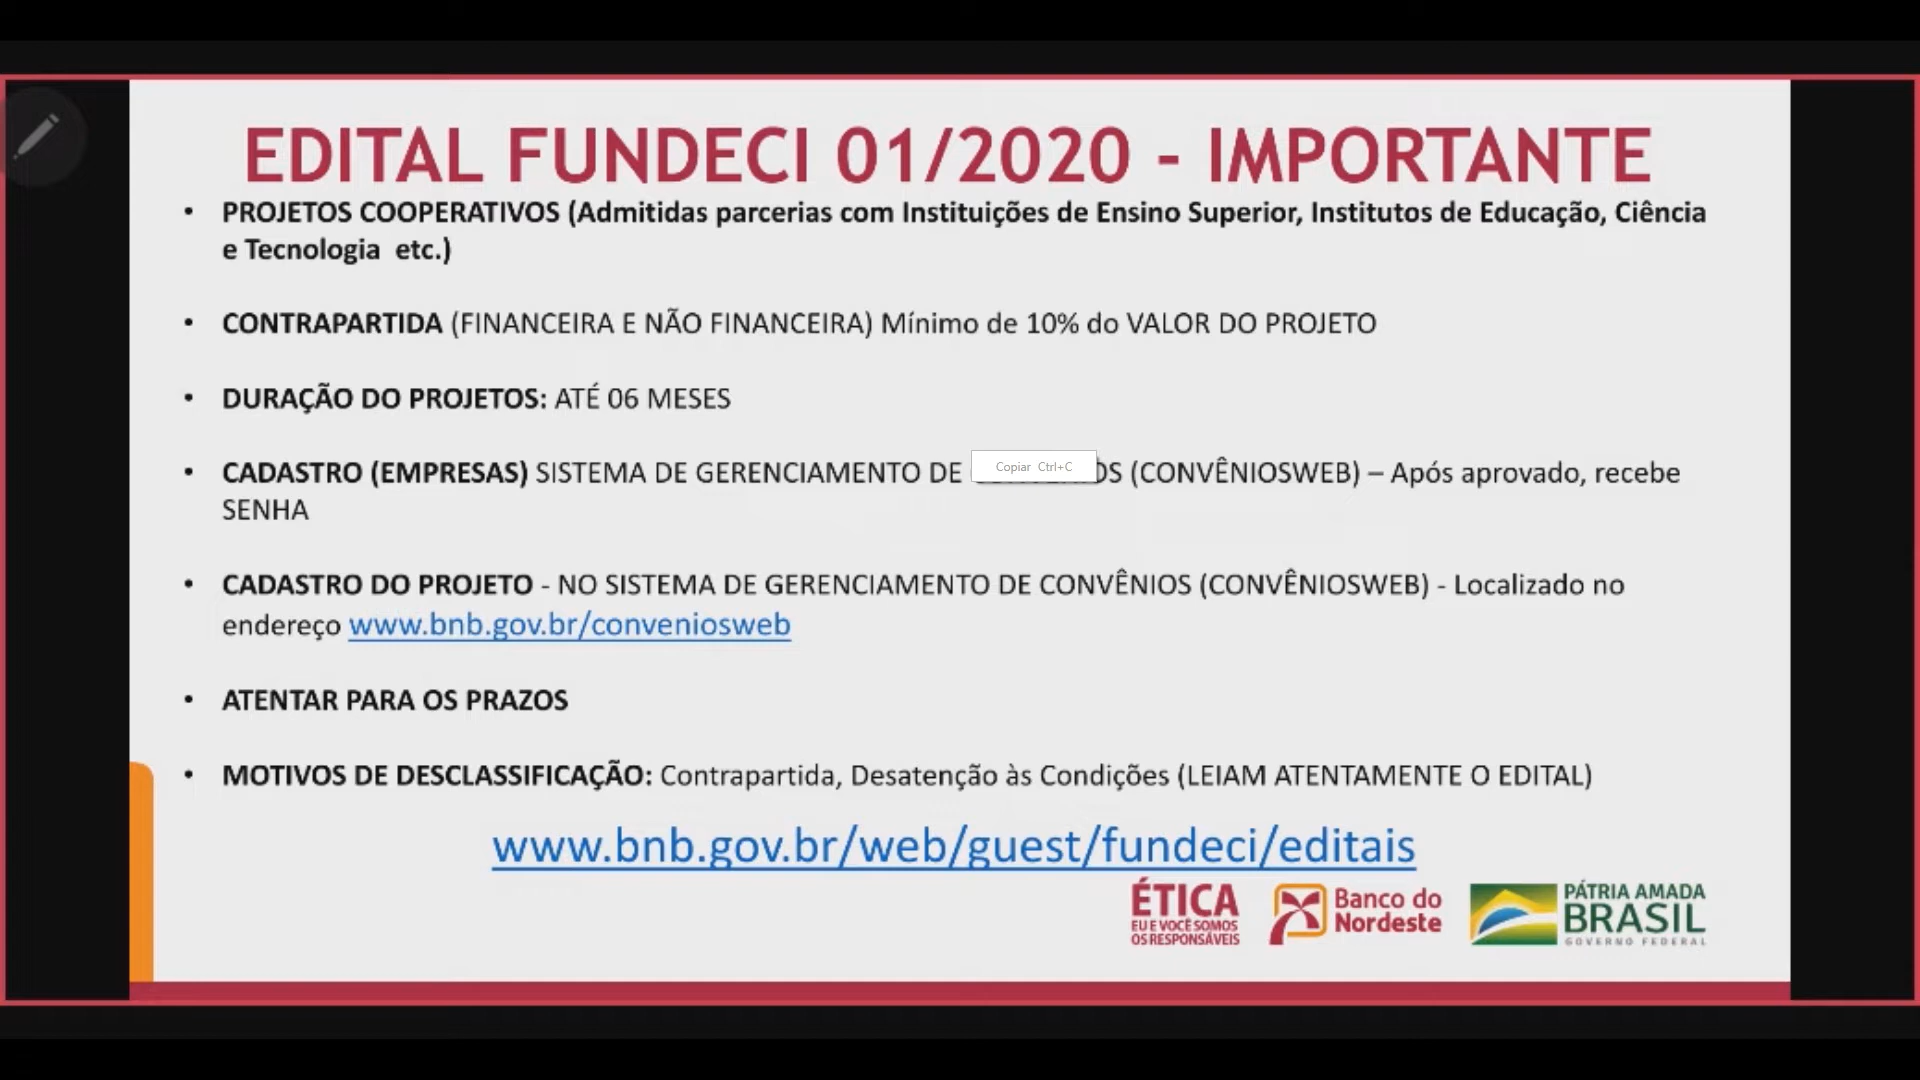 EDITAL FUNDECI 01/2020 - IMPORTANTE
• PROJETOS COOPERATIVOS (Admitidas parcerias com Instituições de Ensino Superior, Institutos de Educação, Ciência
e Tecnologia etc.)
• CONTRAPARTIDA (FINANCEIRA E NÃO FINANCEIRA) Mínimo de 10% do VALOR DO PROJETO
• DURAÇÃO DO PROJETOS: ATÉ 06 MESES
• CADASTRO (EMPRESAS) SISTEMA DE GERENCIAMENTO DE (CONVÊNIOSWEB) – Após aprovado, recebe
Copiar Ctrl+C
SENHA
• CADASTRO DO PROJETO - NO SISTEMA DE GERENCIAMENTO DE CONVÊNIOS (CONVÊNIOSWEB) - Localizado no
endereço www.bnb.gov.br/conveniosweb
• ATENTAR PARA OS PRAZOS
• MOTIVOS DE DESCLASSIFICAÇÃO: Contrapartida, Desatenção às Condições (LEIAM ATENTAMENTE O EDITAL)
www.bnb.gov.br/web/guest/fundeci/editais
ÉTICA
EU E VOCÊ SOMOS
OS RESPONSÁVEIS
Banco do
Nordeste
PÁTRIA AMADA
BRASIL
GOVERNO FEDERAL